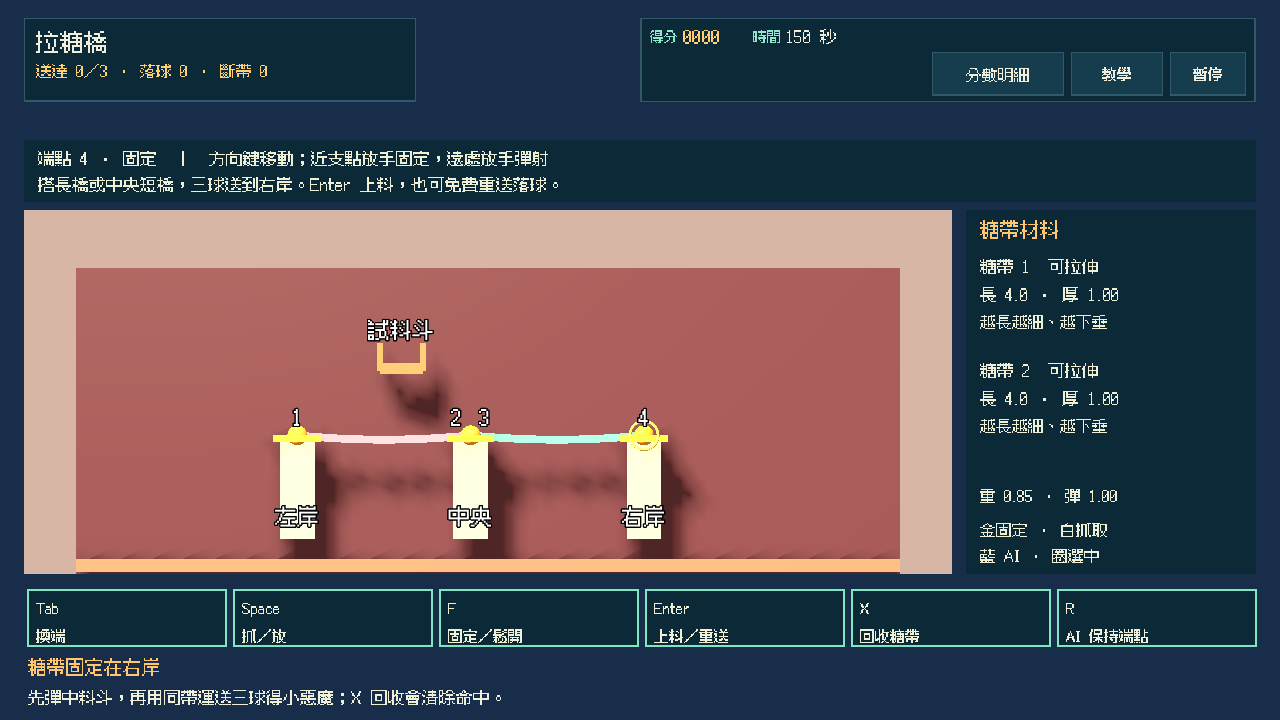 拉糖橋
送達 0/3 · 落球 0 · 斷帶 0
得分 0000 時間 150 秒
分數明細 教學 暫停
端點 4 · 固定 | 方向鍵移動；近支點放手固定，遠處放手彈射
搭長橋或中央短橋，三球送到右岸。Enter 上料，也可免費重送落球。
試料斗
1 2 3 4
左岸 中央 右岸
糖帶材料
糖帶 1 可拉伸
長 4.0 · 厚 1.00
越長越細、越下垂
糖帶 2 可拉伸
長 4.0 · 厚 1.00
越長越細、越下垂
重 0.85 · 彈 1.00
金固定 · 白抓取
藍 AI · 圈選中
Tab 換端
Space 抓／放
F 固定／鬆開
Enter 上料／重送
X 回收糖帶
R AI 保持端點
糖帶固定在右岸
先彈中料斗，再用同帶運送三球得小惡魔；X 回收會清除命中。